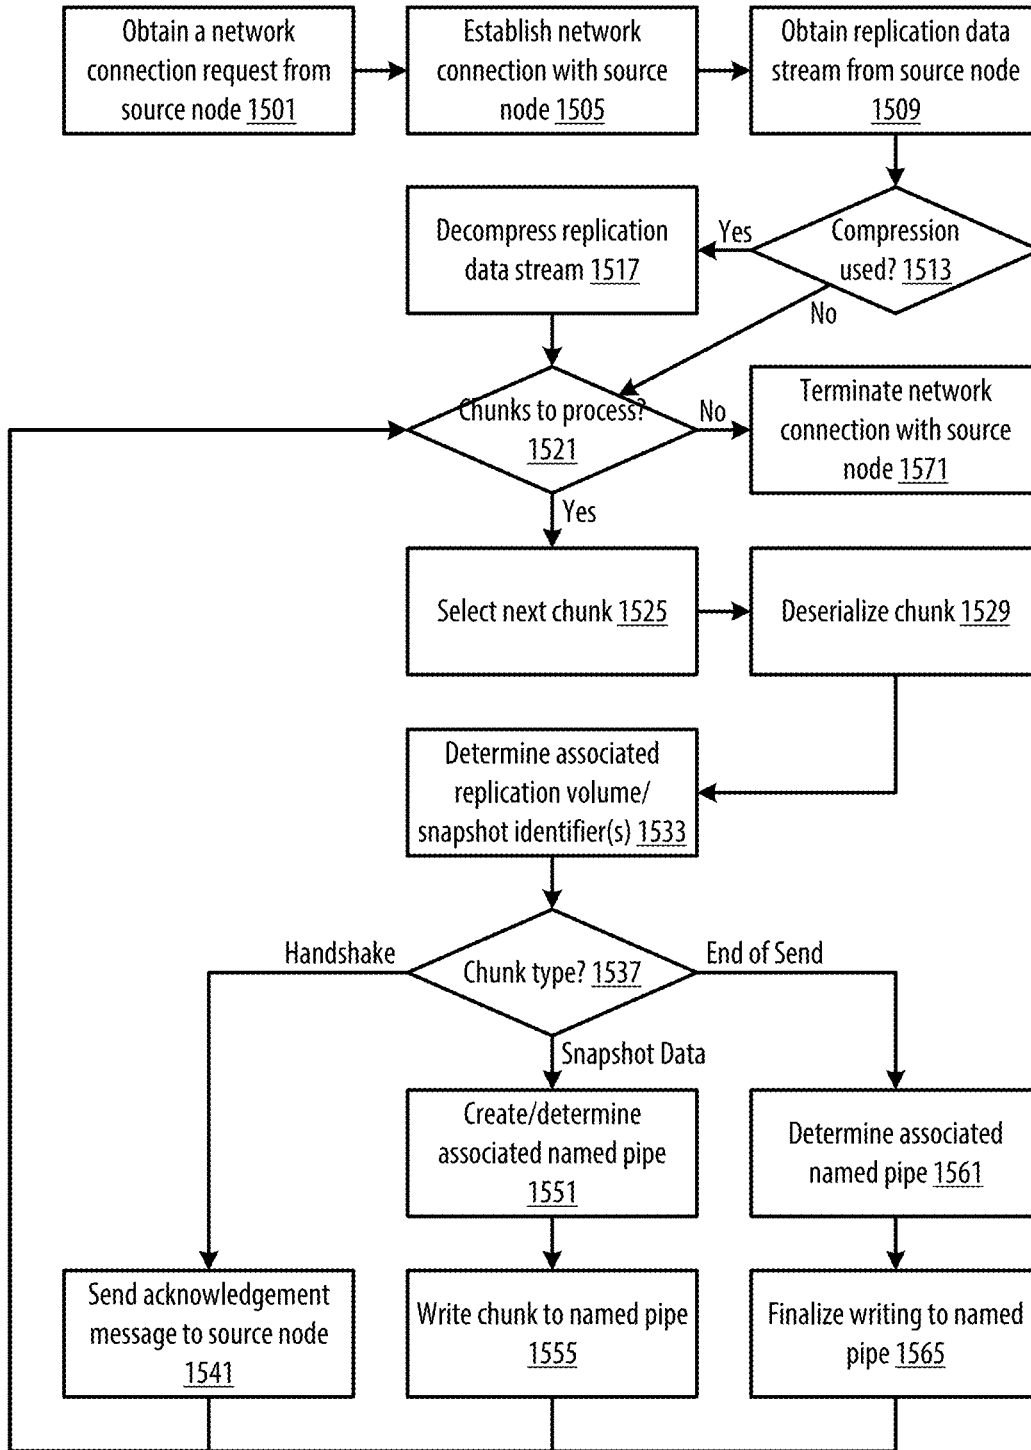 Obtain a network
connection request from
source node 1501
Establish network
connection with source
node 1505
Obtain replication data
stream from source node
1509
Decompress replication
data stream 1517
Yes
Compression
used? 1513
No
Chunks to process?
1521
No
Terminate network
connection with source
node 1571
Yes
Select next chunk 1525
Deserialize chunk 1529
Determine associated
replication volume/
snapshot identifier(s) 1533
Handshake
Chunk type? 1537
End of Send
Snapshot Data
Create/determine
associated named pipe
1551
Determine associated
named pipe 1561
Send acknowledgement
message to source node
1541
Write chunk to named pipe
1555
Finalize writing to named
pipe 1565